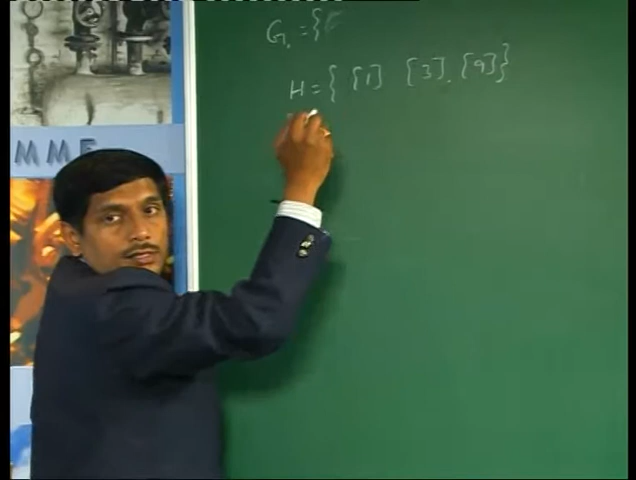 MME
G = {
H = { [1] [3], [9] }